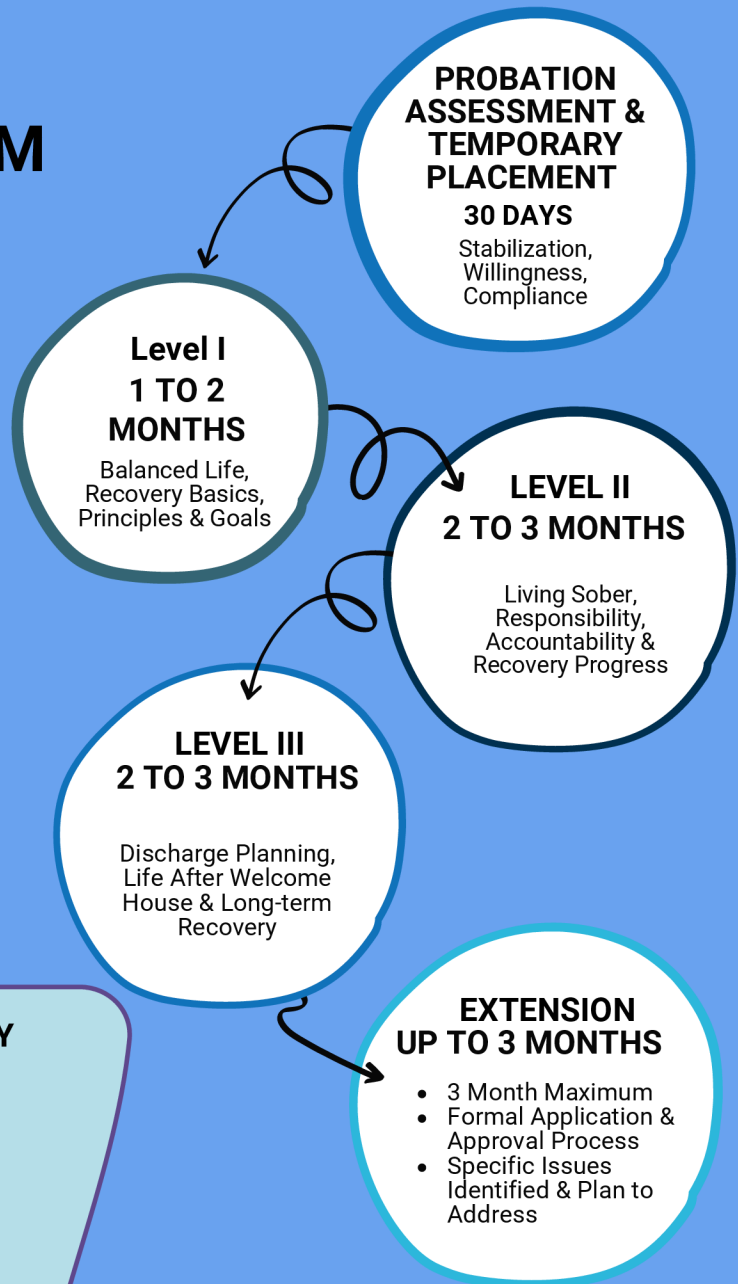 M
PROBATION
ASSESSMENT &
TEMPORARY
PLACEMENT
30 DAYS
Stabilization,
Willingness,
Compliance
Level I
1 TO 2
MONTHS
Balanced Life,
Recovery Basics,
Principles & Goals
LEVEL II
2 TO 3 MONTHS
Living Sober,
Responsibility,
Accountability &
Recovery Progress
LEVEL III
2 TO 3 MONTHS
Discharge Planning,
Life After Welcome
House & Long-term
Recovery
Y
EXTENSION
UP TO 3 MONTHS
• 3 Month Maximum
• Formal Application &
Approval Process
• Specific Issues
Identified & Plan to
Address